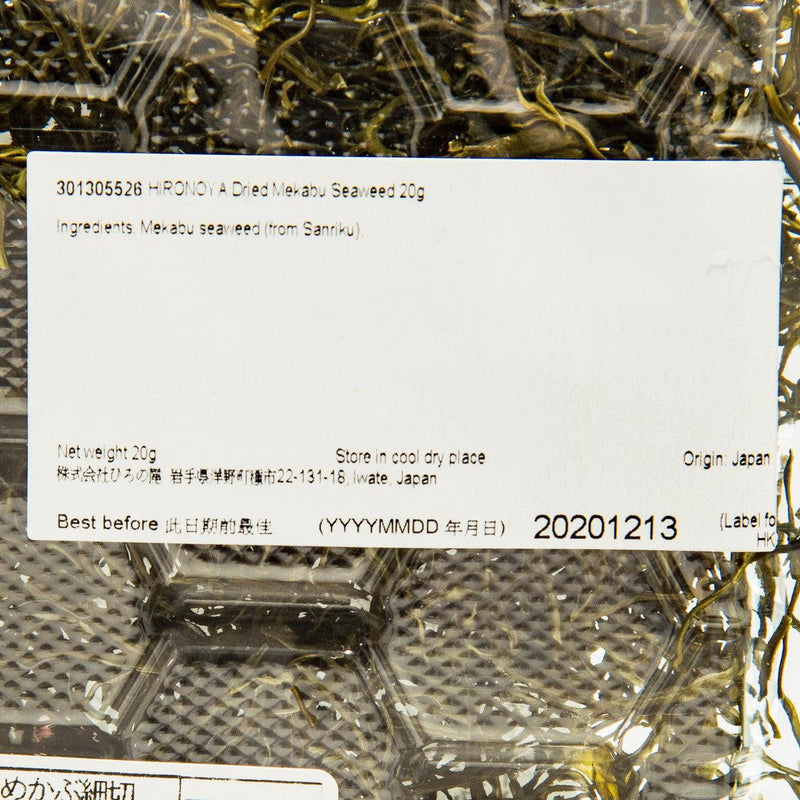 301305526 HIRONOYA Dried Mekabu Seaweed 20g
Ingredients: Mekabu seaweed (from Sanriku).
Net weight 20g Store in cool dry place Origin: Japan
株式会社ひろの屋 岩手県洋野町種市22-131-18, Iwate, Japan
Best before 此日期前最佳 (YYYYMMDD 年月日) 20201213 (Label fo
HK
めかぶ細切